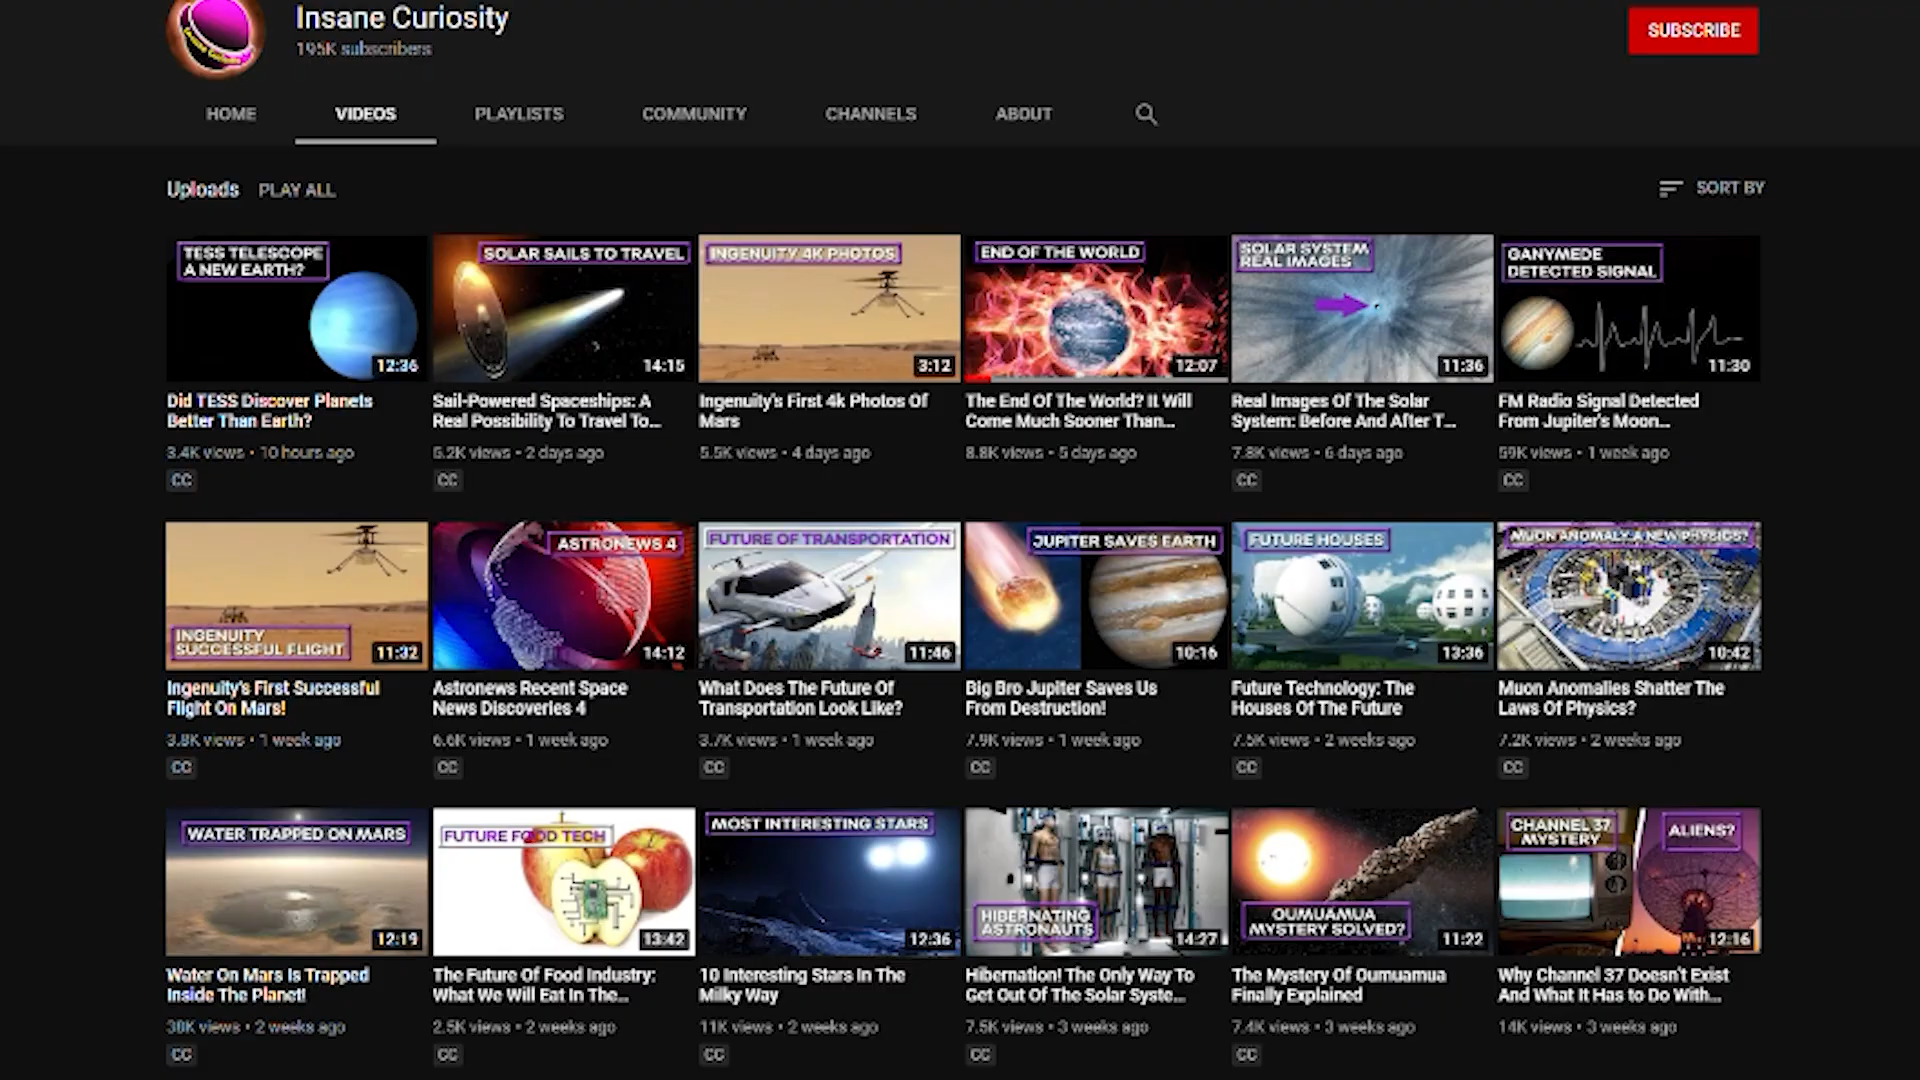 Insane Curiosity
195K subscribers
SUBSCRIBE
HOME VIDEOS PLAYLISTS COMMUNITY CHANNELS ABOUT
Uploads PLAY ALL
SORT BY
TESS TELESCOPE
A NEW EARTH?
12:36
SOLAR SAILS TO TRAVEL
14:15
INGENUITY 4K PHOTOS
3:12
END OF THE WORLD
12:07
SOLAR SYSTEM
REAL IMAGES
11:36
GANYMEDE
DETECTED SIGNAL
11:30
Did TESS Discover Planets
Better Than Earth?
3.4K views • 10 hours ago
CC
Sail-Powered Spaceships: A
Real Possibility To Travel To...
5.2K views • 2 days ago
CC
Ingenuity's First 4k Photos Of
Mars
5.5K views • 4 days ago
The End Of The World? It Will
Come Much Sooner Than...
8.8K views • 5 days ago
Real Images Of The Solar
System: Before And After T...
7.8K views • 6 days ago
CC
FM Radio Signal Detected
From Jupiter's Moon...
59K views • 1 week ago
CC
INGENUITY
SUCCESSFUL FLIGHT
11:32
ASTRONEWS 4
14:12
FUTURE OF TRANSPORTATION
11:46
JUPITER SAVES EARTH
10:16
FUTURE HOUSES
13:36
MUON ANOMALY A NEW PHYSICS?
10:42
Ingenuity's First Successful
Flight On Mars!
3.8K views • 1 week ago
CC
Astronews Recent Space
News Discoveries 4
6.6K views • 1 week ago
CC
What Does The Future Of
Transportation Look Like?
3.7K views • 1 week ago
CC
Big Bro Jupiter Saves Us
From Destruction!
7.9K views • 1 week ago
CC
Future Technology: The
Houses Of The Future
7.5K views • 2 weeks ago
CC
Muon Anomalies Shatter The
Laws Of Physics?
7.2K views • 2 weeks ago
CC
WATER TRAPPED ON MARS
12:19
FUTURE FOOD TECH
13:42
MOST INTERESTING STARS
12:36
HIBERNATING
ASTRONAUTS
14:27
OUMUAMUA
MYSTERY SOLVED?
11:22
CHANNEL 37
MYSTERY
ALIENS?
12:16
Water On Mars Is Trapped
Inside The Planet!
38K views • 2 weeks ago
CC
The Future Of Food Industry:
What We Will Eat In The...
2.5K views • 2 weeks ago
CC
10 Interesting Stars In The
Milky Way
11K views • 2 weeks ago
CC
Hibernation! The Only Way To
Get Out Of The Solar Syste...
7.5K views • 3 weeks ago
CC
The Mystery Of Oumuamua
Finally Explained
7.4K views • 3 weeks ago
CC
Why Channel 37 Doesn't Exist
And What It Has to Do With...
14K views • 3 weeks ago